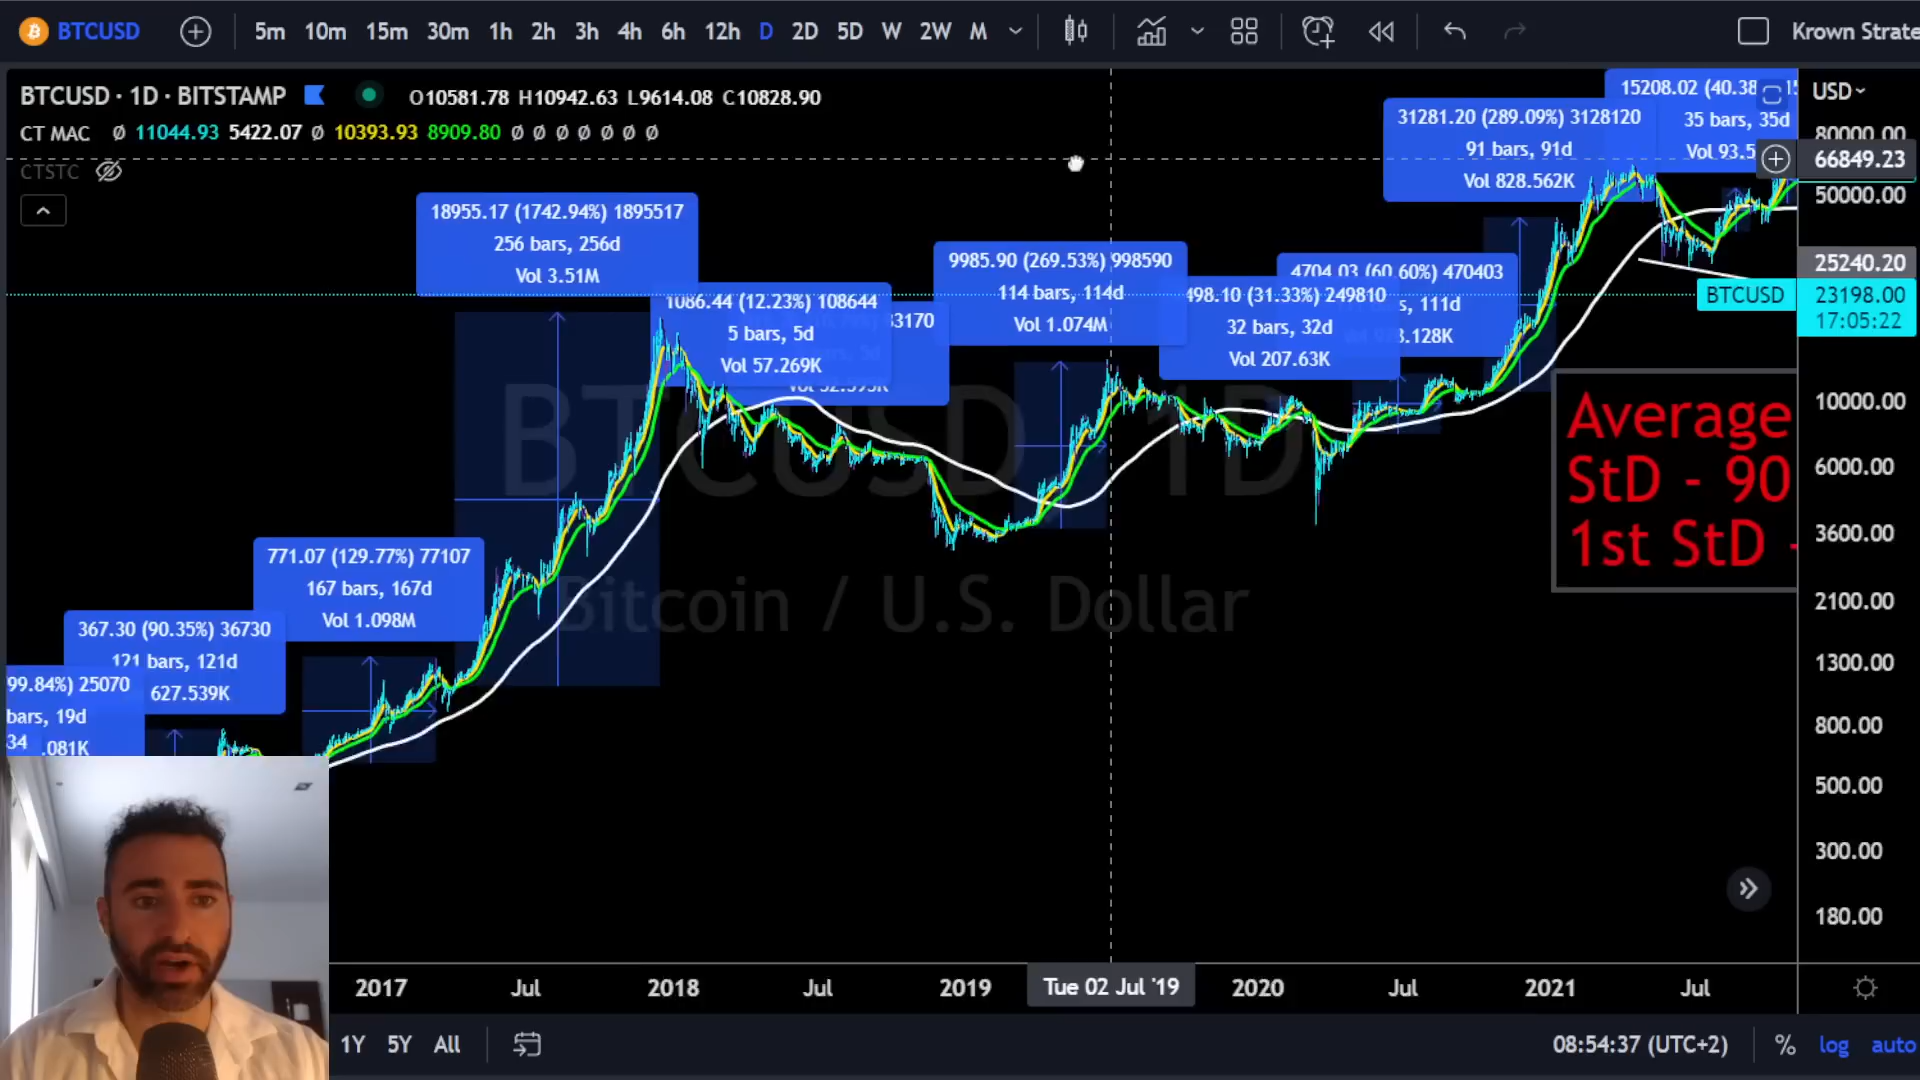 BTCUSD 5m 10m 15m 30m 1h 2h 3h 4h 6h 12h D 2D 5D W 2W M Krown Strate
BTCUSD · 1D · BITSTAMP O10581.78 H10942.63 L9614.08 C10828.90
CT MAC Ø 11044.93 5422.07 Ø 10393.93 8909.80 Ø Ø Ø Ø Ø Ø Ø
CTSTC
15208.02 (40.38
35 bars, 35d
Vol 93.5
31281.20 (289.09%) 3128120
91 bars, 91d
Vol 828.562K
18955.17 (1742.94%) 1895517
256 bars, 256d
Vol 3.51M
1086.44 (12.23%) 108644
5 bars, 5d
Vol 57.269K
83170
9985.90 (269.53%) 998590
114 bars, 114d
Vol 1.074M
4704.03 (60.60%) 470403
111d
.128K
498.10 (31.33%) 249810
32 bars, 32d
Vol 207.63K
771.07 (129.77%) 77107
167 bars, 167d
Vol 1.098M
367.30 (90.35%) 36730
121 bars, 121d
627.539K
99.84%) 25070
bars, 19d
34 .081K
BTCUSD 1D
Bitcoin / U.S. Dollar
Average
StD - 90
1st StD -
USD
80000.00
66849.23
50000.00
25240.20
BTCUSD 23198.00
17:05:22
10000.00
6000.00
3600.00
2100.00
1300.00
800.00
500.00
300.00
180.00
2017 Jul 2018 Jul 2019 Tue 02 Jul '19 2020 Jul 2021 Jul
1Y 5Y All 08:54:37 (UTC+2) % log auto